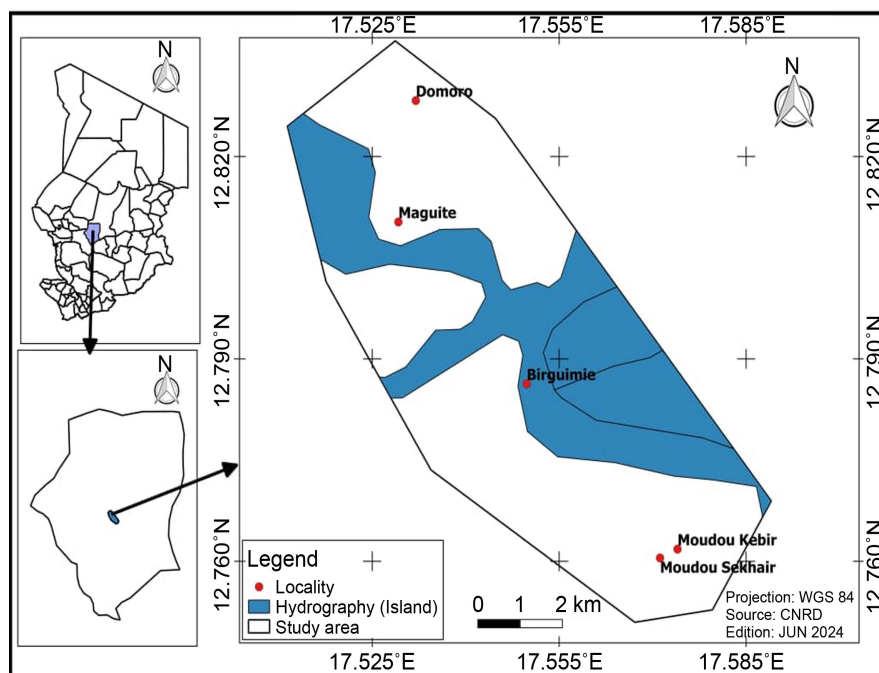 17.525°E 17.555°E 17.585°E
N
N
Domoro
12.820°N 12.820°N
Maguite
12.790°N 12.790°N
N
Birguimie
Moudou Kebir
Moudou Sekhair
12.760°N 12.760°N
Legend
Locality
Hydrography (Island)
Study area
0 1 2 km
Projection: WGS 84
Source: CNRD
Edition: JUN 2024
17.525°E 17.555°E 17.585°E